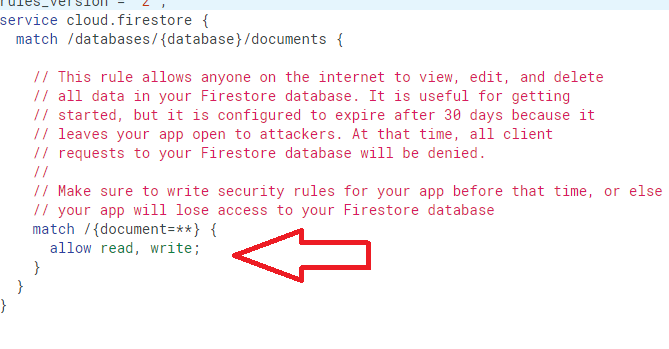 rules_version = '2';
service cloud.firestore {
match /databases/{database}/documents {
// This rule allows anyone on the internet to view, edit, and delete
// all data in your Firestore database. It is useful for getting
// started, but it is configured to expire after 30 days because it
// leaves your app open to attackers. At that time, all client
// requests to your Firestore database will be denied.
//
// Make sure to write security rules for your app before that time, or else
// your app will lose access to your Firestore database
match /{document=**} {
allow read, write;
}
}
}